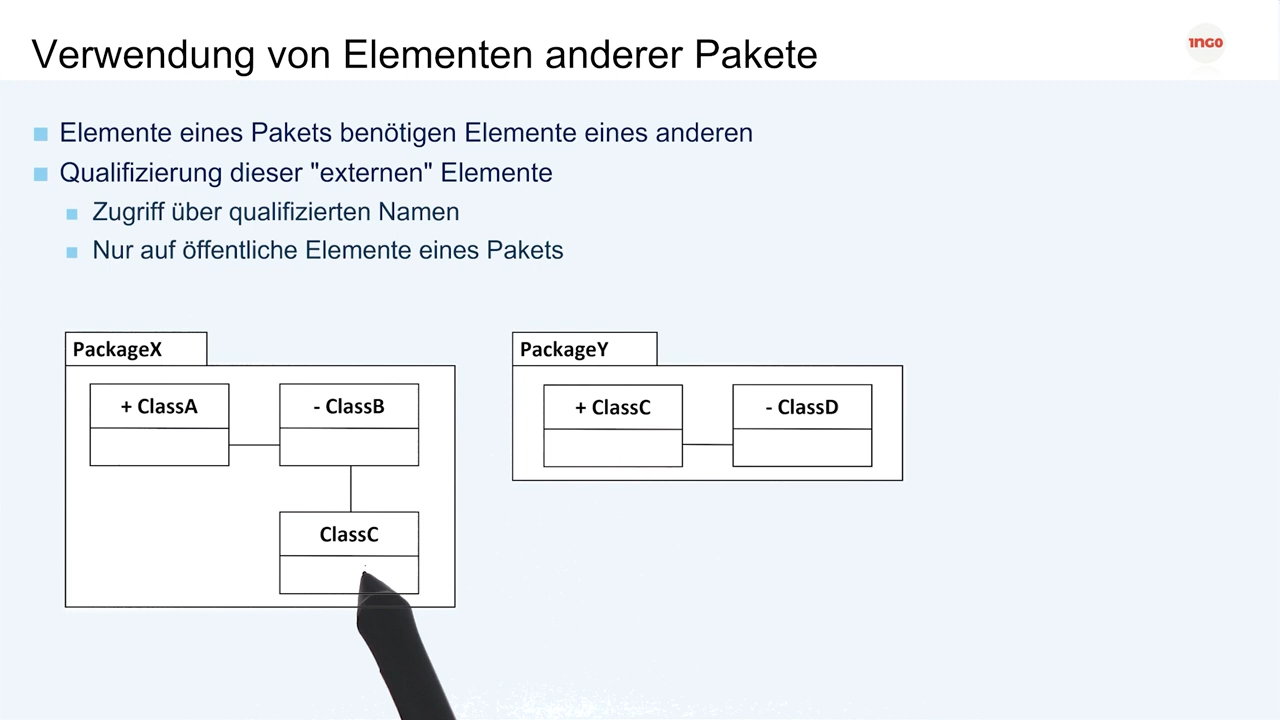 Verwendung von Elementen anderer Pakete
1NG0
Elemente eines Pakets benötigen Elemente eines anderen
Qualifizierung dieser "externen" Elemente
Zugriff über qualifizierten Namen
Nur auf öffentliche Elemente eines Pakets
PackageX
+ ClassA
- ClassB
ClassC
PackageY
+ ClassC
- ClassD